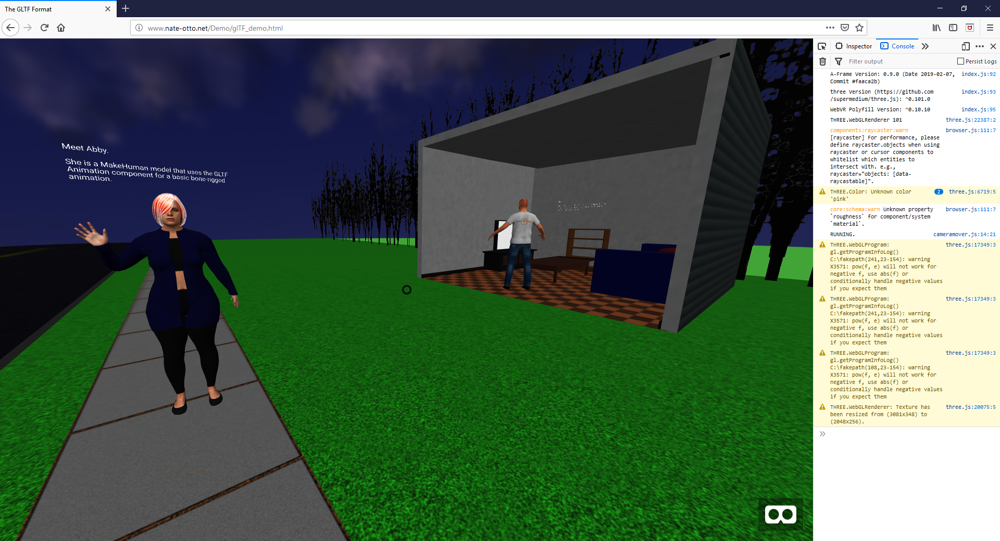 The GLTF Format
www.nate-otto.net/Demo/glTF_demo.html
Meet Abby.
She is a MakeHuman model that uses the GLTF
Animation component for a basic bone-rigged
animation.
Inspector
Console
Filter output
Persist Logs
A-Frame Version: 0.9.0 (Date 2019-02-07, index.js:92
Commit #faaca2b)
three Version (https://github.com index.js:93
/supermedium/three.js): ^0.101.0
WebVR Polyfill Version: ^0.10.10 index.js:95
THREE.WebGLRenderer 101 three.js:22387:2
components:raycaster:warn browser.js:111:7
[raycaster] For performance, please
define raycaster.objects when using
raycaster or cursor components to
whitelist which entities to
intersect with. e.g.,
raycaster="objects: [data-
raycastable]".
THREE.Color: Unknown color 2 three.js:6719:5
'pink'
core:schema:warn Unknown property browser.js:111:7
`roughness` for component/system
`material`.
RUNNING. cameramover.js:14:21
THREE.WebGLProgram: three.js:17349:3
gl.getProgramInfoLog()
C:\fakepath(241,23-154): warning
X3571: pow(f, e) will not work for
negative f, use abs(f) or
conditionally handle negative values
if you expect them
THREE.WebGLProgram: three.js:17349:3
gl.getProgramInfoLog()
C:\fakepath(241,23-154): warning
X3571: pow(f, e) will not work for
negative f, use abs(f) or
conditionally handle negative values
if you expect them
THREE.WebGLProgram: three.js:17349:3
gl.getProgramInfoLog()
C:\fakepath(108,23-154): warning
X3571: pow(f, e) will not work for
negative f, use abs(f) or
conditionally handle negative values
if you expect them
THREE.WebGLRenderer: Texture has three.js:20075:5
been resized from (3081x348) to
(2048x256).